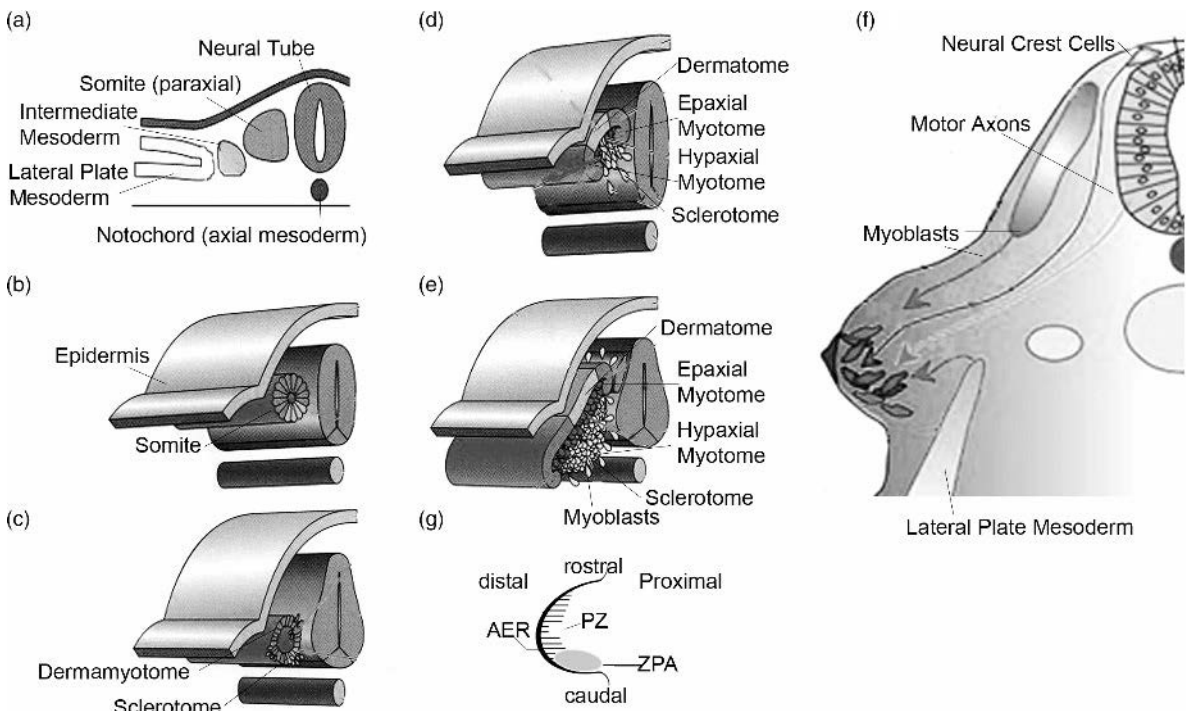 (a)
Neural Tube
Somite (paraxial)
Intermediate
Mesoderm
Lateral Plate
Mesoderm
Notochord (axial mesoderm)
(b)
Epidermis
Somite
(c)
Dermamyotome
Sclerotome
(d)
Dermatome
Epaxial
Myotome
Hypaxial
Myotome
Sclerotome
(e)
Dermatome
Epaxial
Myotome
Hypaxial
Myotome
Sclerotome
Myoblasts
(g)
rostral
distal
Proximal
AER
PZ
ZPA
caudal
(f)
Neural Crest Cells
Motor Axons
Myoblasts
Lateral Plate Mesoderm